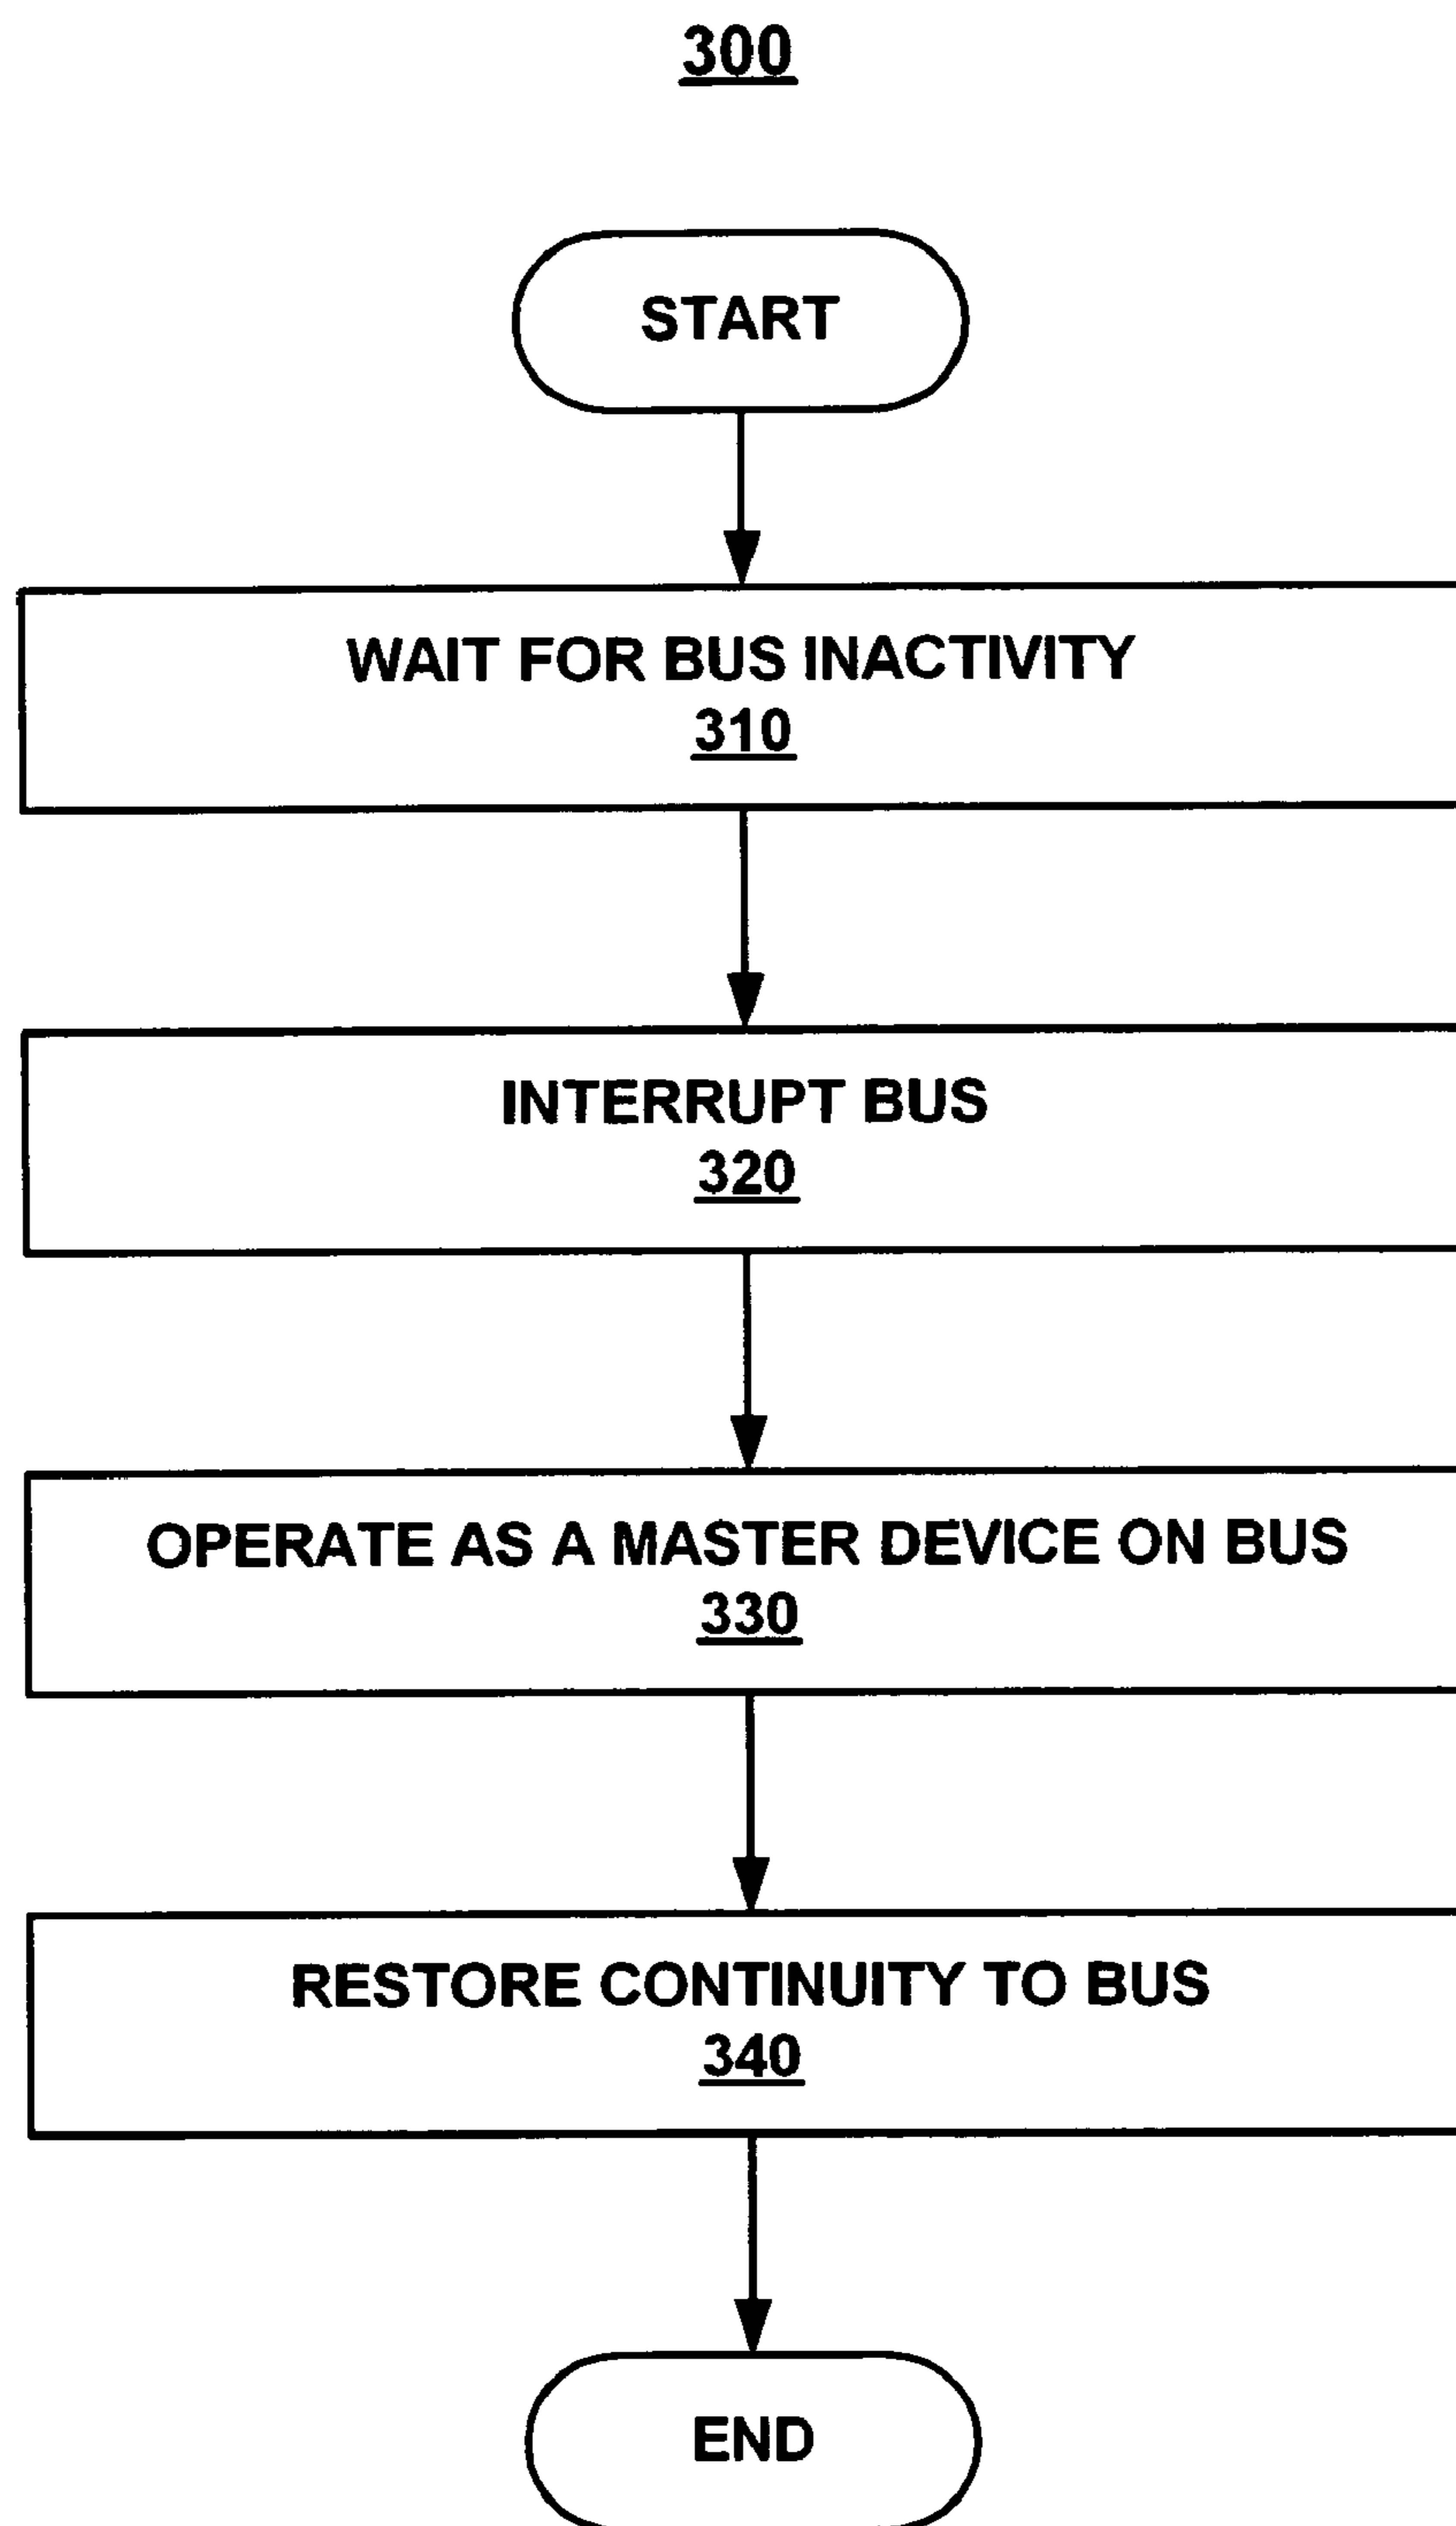 300
START
WAIT FOR BUS INACTIVITY
310
INTERRUPT BUS
320
OPERATE AS A MASTER DEVICE ON BUS
330
RESTORE CONTINUITY TO BUS
340
END